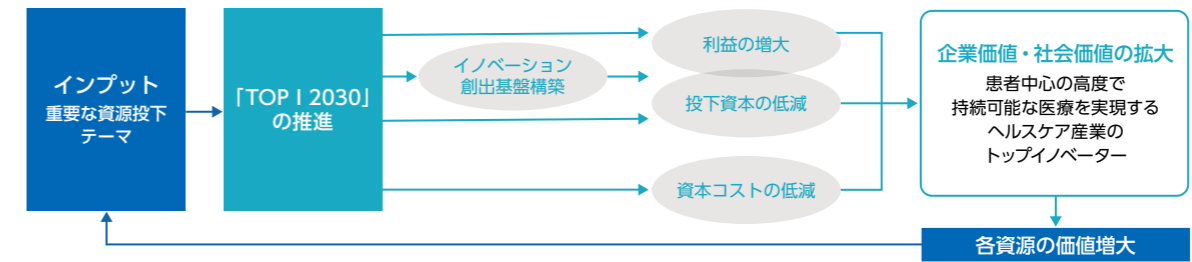 インプット
重要な資源投下
テーマ
「TOP I 2030」
の推進
イノベーション
創出基盤構築
利益の増大
投下資本の低減
資本コストの低減
企業価値・社会価値の拡大
患者中心の高度で
持続可能な医療を実現する
ヘルスケア産業の
トップイノベーター
各資源の価値増大